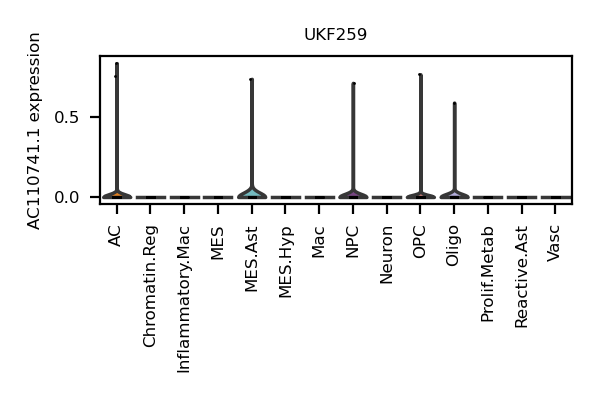 UKF259
AC110741.1 expression
0.5
0.0
AC
Chromatin.Reg
Inflammatory.Mac
MES
MES.Ast
MES.Hyp
Mac
NPC
Neuron
OPC
Oligo
Prolif.Metab
Reactive.Ast
Vasc